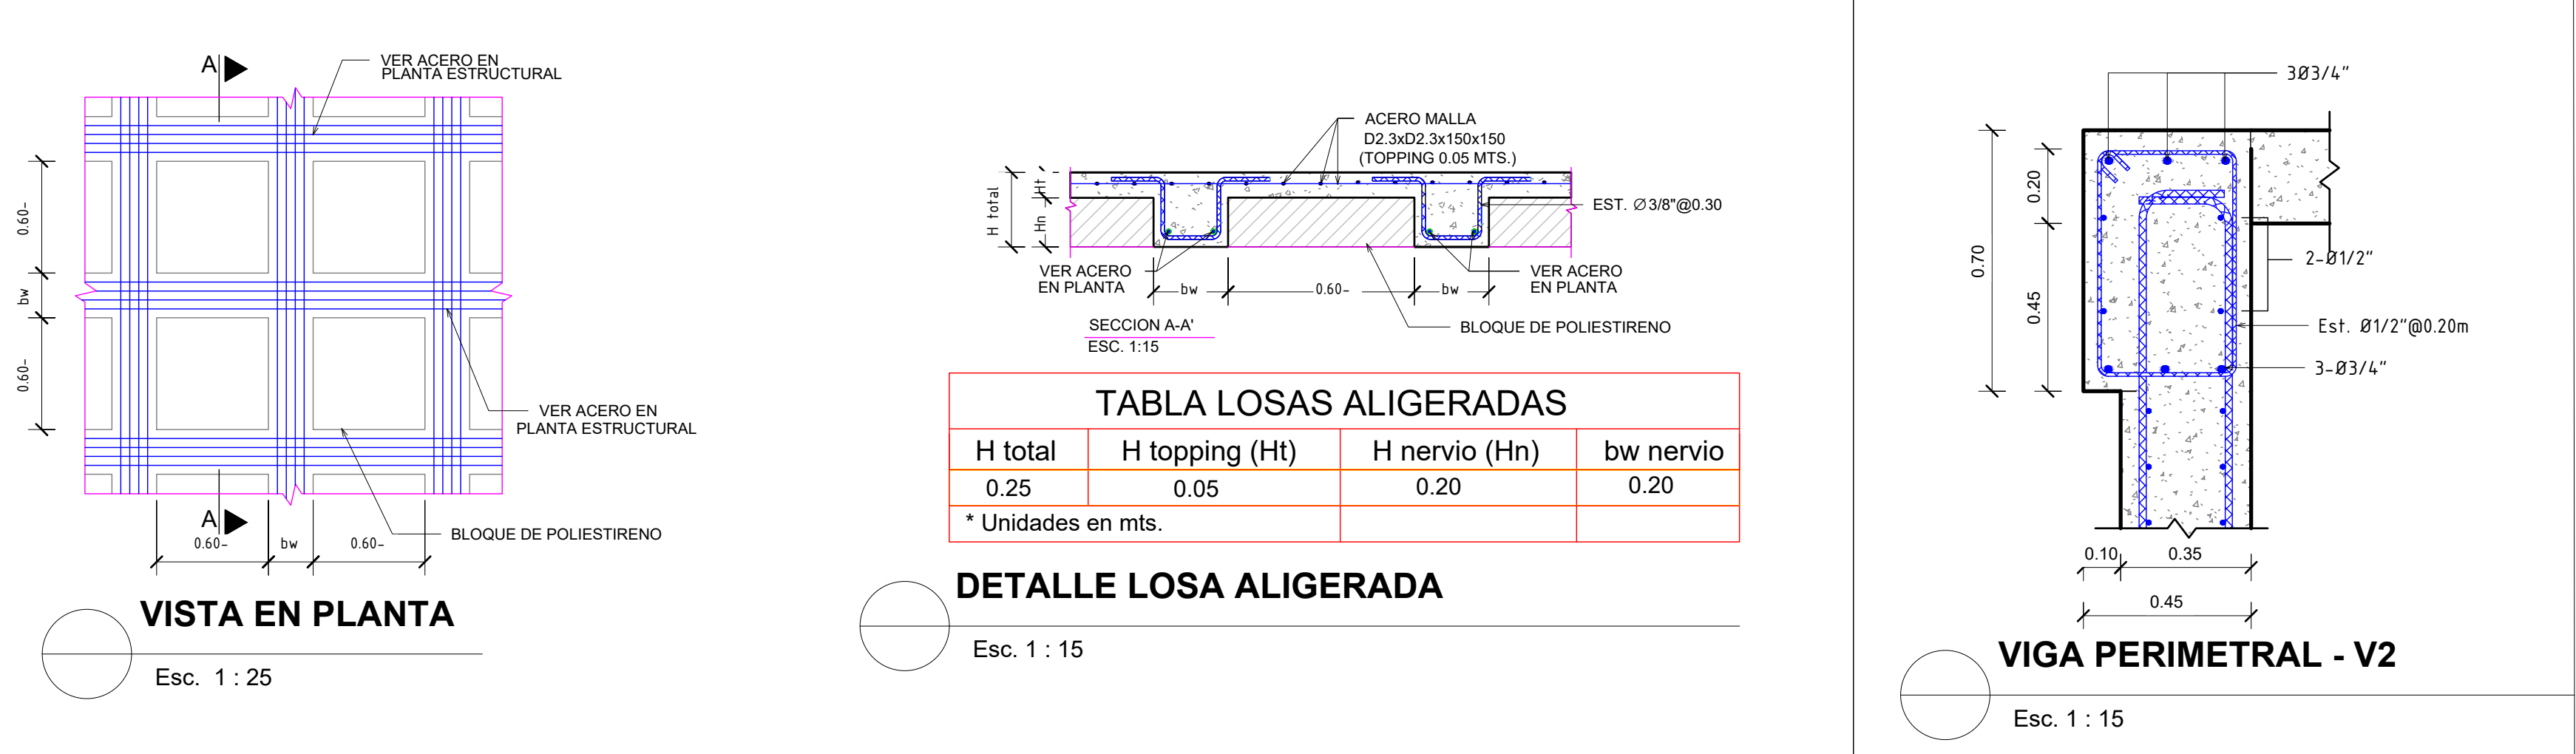 A
VER ACERO EN
PLANTA ESTRUCTURAL
0.60-
bw
0.60-
VER ACERO EN
PLANTA ESTRUCTURAL
A
BLOQUE DE POLIESTIRENO
0.60-
bw
0.60-
VISTA EN PLANTA
Esc. 1 : 25
ACERO MALLA
D2.3xD2.3x150x150
(TOPPING 0.05 MTS.)
H total
Ht
Hn
EST. Ø3/8"@0.30
VER ACERO
EN PLANTA
bw
0.60-
bw
VER ACERO
EN PLANTA
SECCION A-A'
ESC. 1:15
BLOQUE DE POLIESTIRENO
TABLA LOSAS ALIGERADAS
H total H topping (Ht) H nervio (Hn) bw nervio
0.25 0.05 0.20 0.20
* Unidades en mts.
DETALLE LOSA ALIGERADA
Esc. 1 : 15
3Ø3/4"
0.20
0.70
0.45
2-Ø1/2"
Est. Ø1/2"@0.20m
3-Ø3/4"
0.10 0.35
0.45
VIGA PERIMETRAL - V2
Esc. 1 : 15